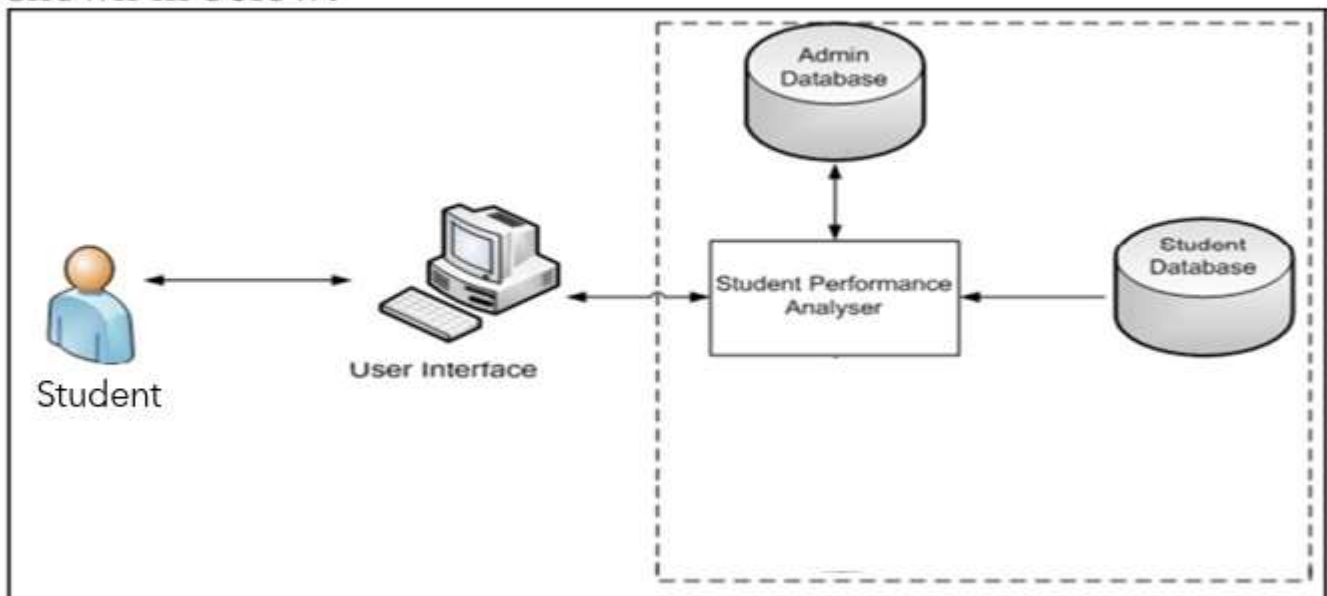 Admin
Database
Student
Database
Student Performance
Analyser
User Interface
Student